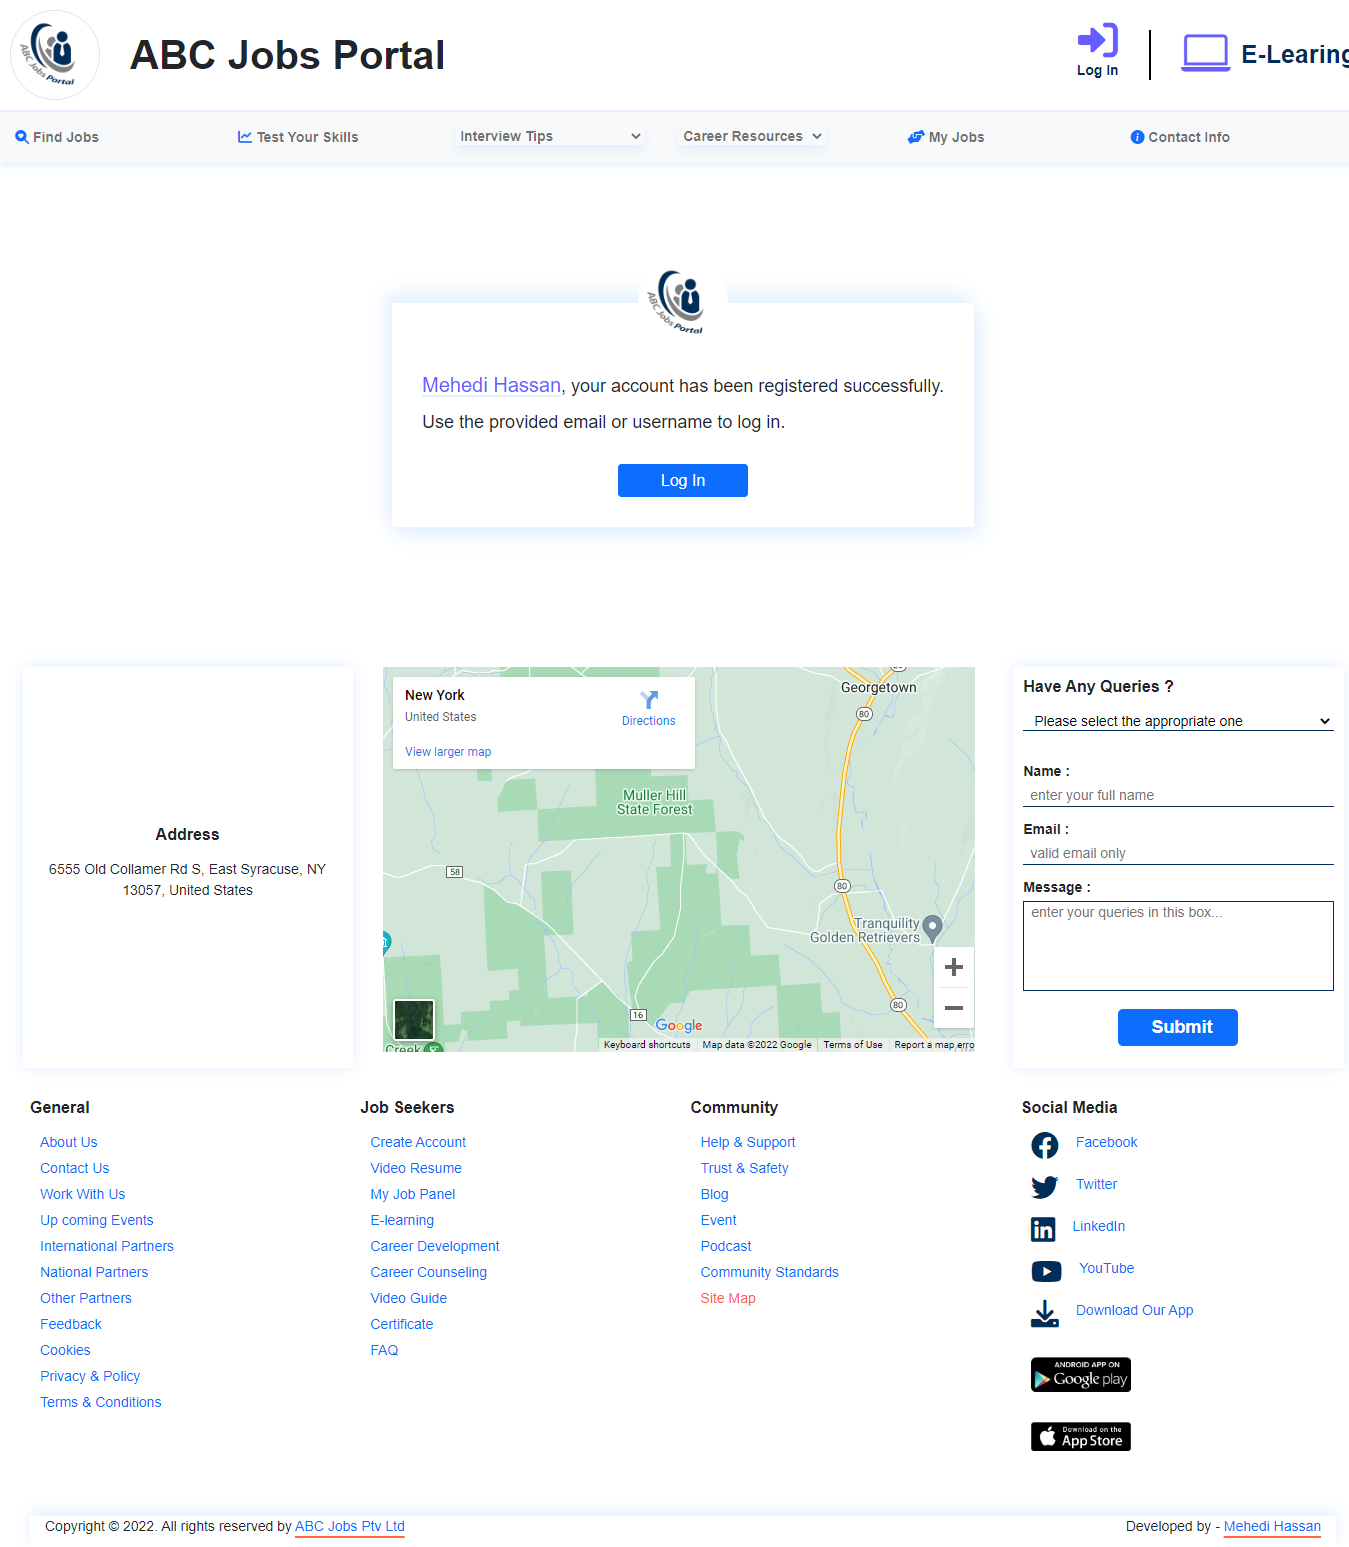 ABC Jobs Portal
ABC Jobs Portal
Log In
E-Learing
Find Jobs
Test Your Skills
Interview Tips
Career Resources
My Jobs
Contact Info
ABC Jobs Portal
Mehedi Hassan, your account has been registered successfully.
Use the provided email or username to log in.
Log In
Address
6555 Old Collamer Rd S, East Syracuse, NY
13057, United States
New York
United States
Directions
View larger map
Georgetown
80
Muller Hill
State Forest
58
80
Tranquility
Golden Retrievers
80
16
Google
Creek
Keyboard shortcuts
Map data ©2022 Google
Terms of Use
Report a map erro
Have Any Queries ?
Please select the appropriate one
Name :
enter your full name
Email :
valid email only
Message :
enter your queries in this box...
Submit
General
About Us
Contact Us
Work With Us
Up coming Events
International Partners
National Partners
Other Partners
Feedback
Cookies
Privacy & Policy
Terms & Conditions
Job Seekers
Create Account
Video Resume
My Job Panel
E-learning
Career Development
Career Counseling
Video Guide
Certificate
FAQ
Community
Help & Support
Trust & Safety
Blog
Event
Podcast
Community Standards
Site Map
Social Media
Facebook
Twitter
LinkedIn
YouTube
Download Our App
ANDROID APP ON
Google play
Download on the
App Store
Copyright © 2022. All rights reserved by ABC Jobs Ptv Ltd
Developed by - Mehedi Hassan